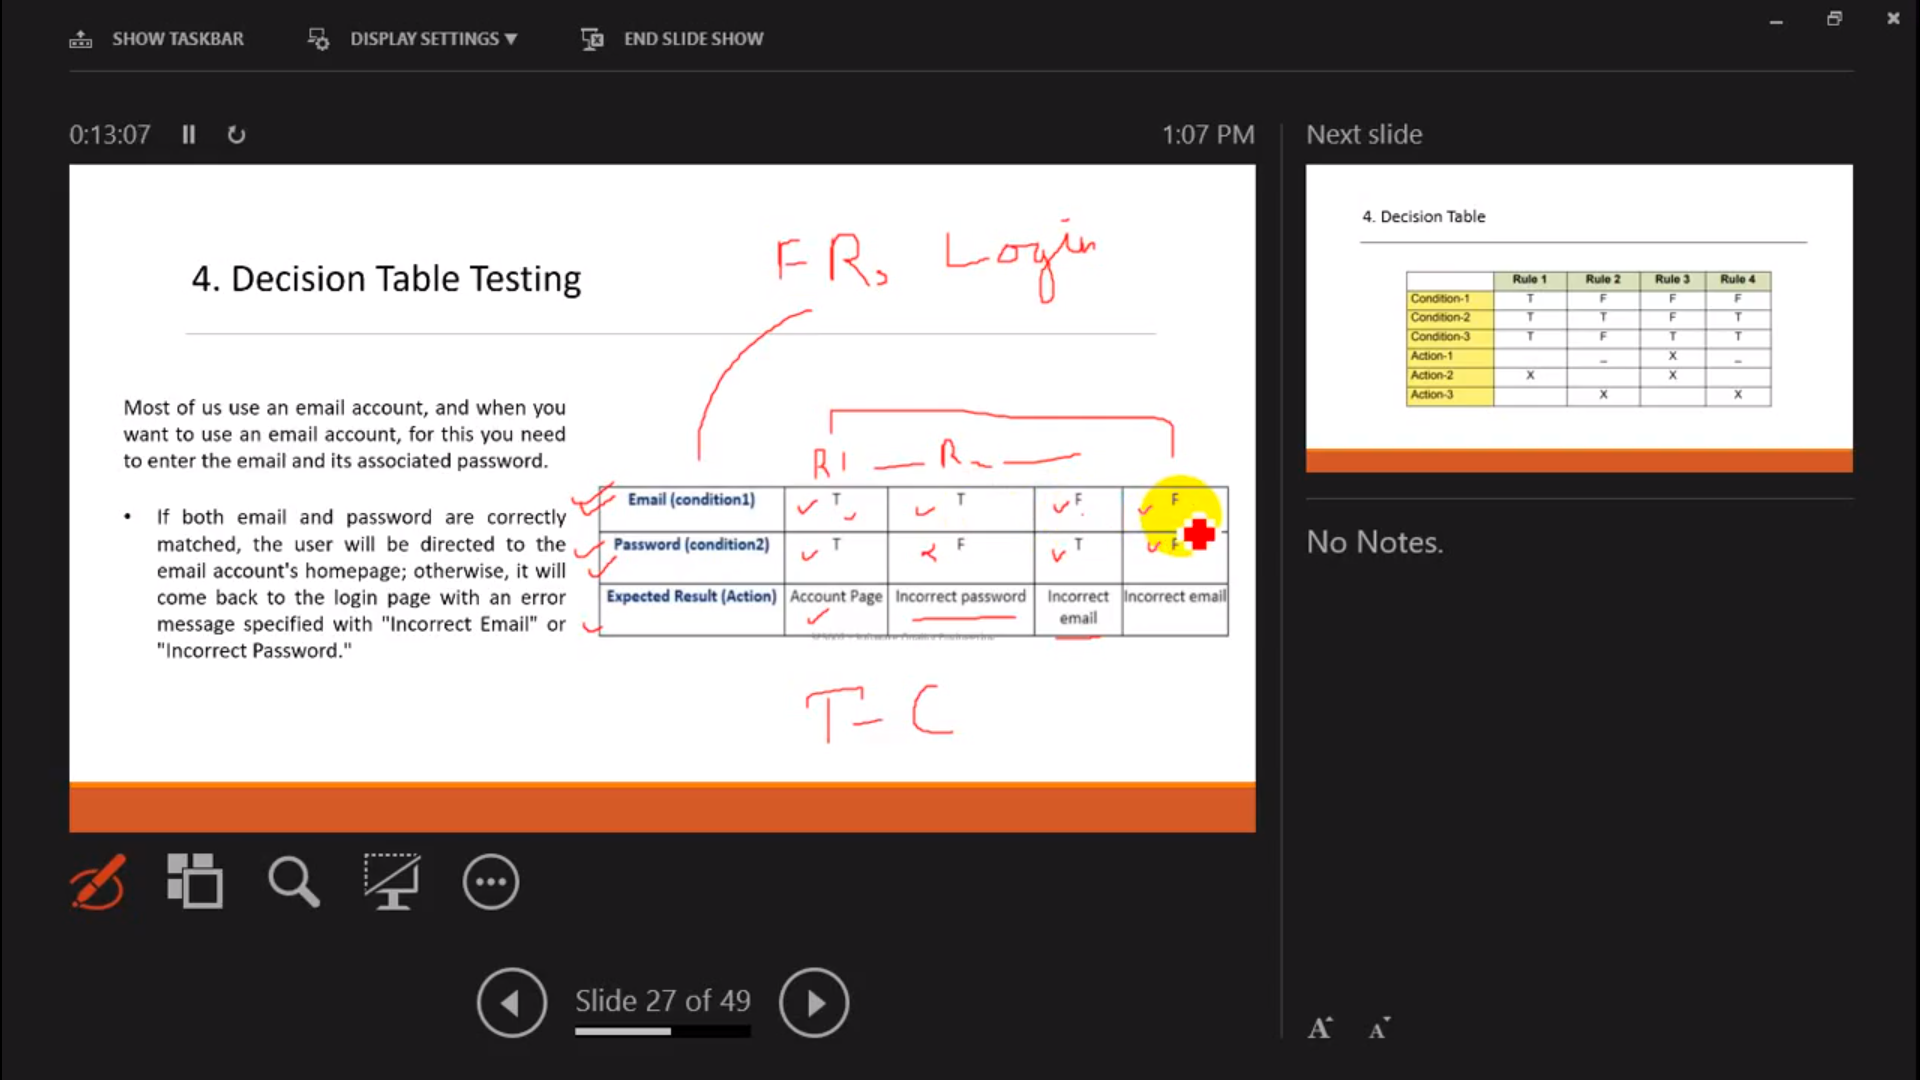 SHOW TASKBAR
DISPLAY SETTINGS ▼
END SLIDE SHOW
0:13:07
1:07 PM
Next slide
4. Decision Table Testing
FR, Login
Most of us use an email account, and when you
want to use an email account, for this you need
to enter the email and its associated password.
• If both email and password are correctly
matched, the user will be directed to the
email account's homepage; otherwise, it will
come back to the login page with an error
message specified with "Incorrect Email" or
"Incorrect Password."
R1 — R — 
Email (condition1) T T F F
Password (condition2) T F T F
Expected Result (Action) Account Page Incorrect password Incorrect email Incorrect email
T - C
4. Decision Table
Rule 1 Rule 2 Rule 3 Rule 4
Condition-1 T F F F
Condition-2 T T F T
Condition-3 T F T T
Action-1 _ X _
Action-2 X X
Action-3 X X
No Notes.
Slide 27 of 49
A A